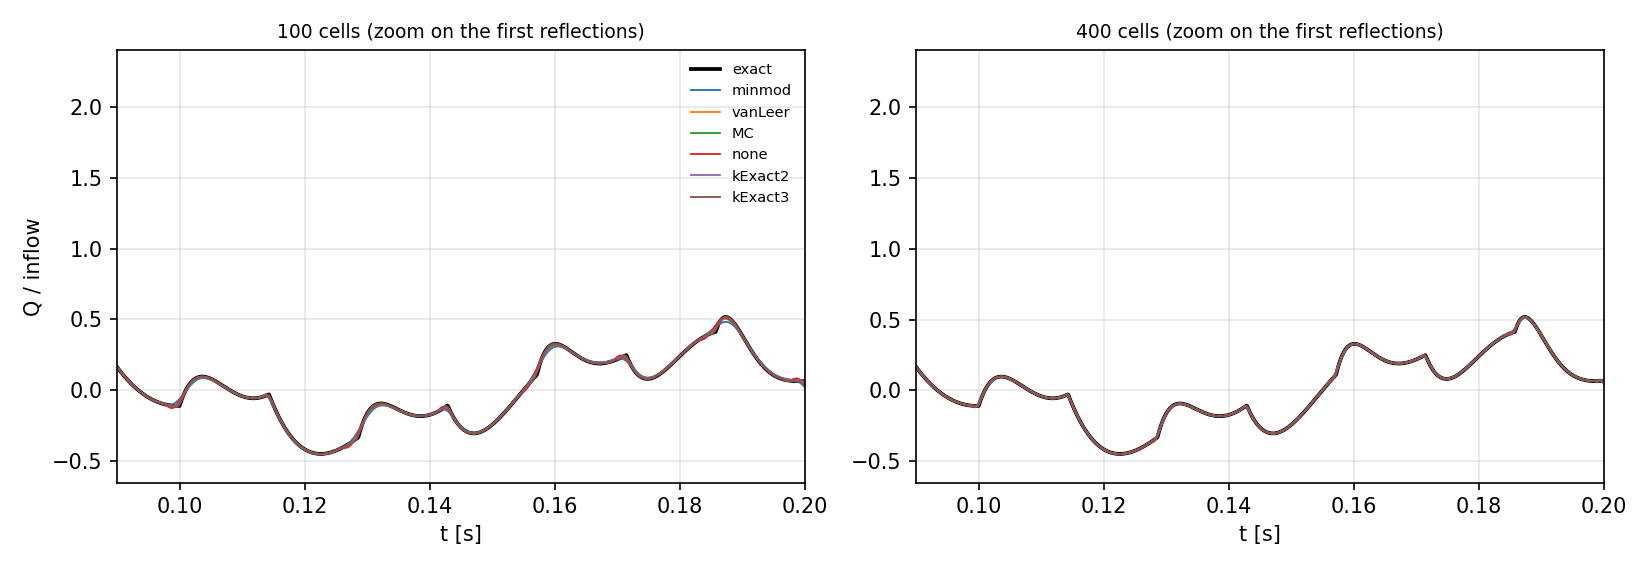 100 cells (zoom on the first reflections)
exact
minmod
vanLeer
MC
none
kExact2
kExact3
2.0
1.5
1.0
0.5
0.0
−0.5
Q / inflow
0.10 0.12 0.14 0.16 0.18 0.20
t [s]
400 cells (zoom on the first reflections)
2.0
1.5
1.0
0.5
0.0
−0.5
0.10 0.12 0.14 0.16 0.18 0.20
t [s]